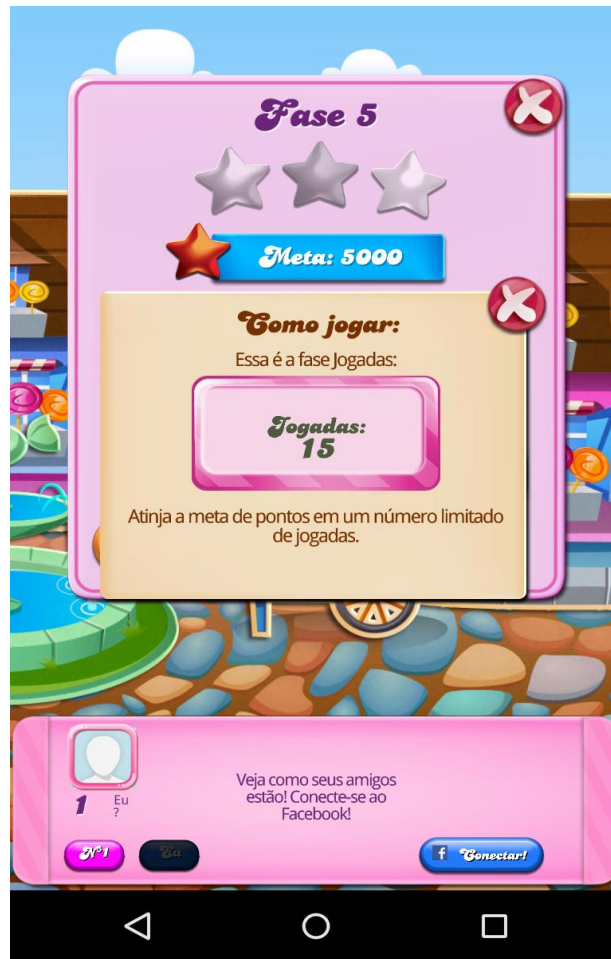 Fase 5
Meta: 5000
Como jogar:
Essa é a fase Jogadas:
Jogadas:
15
Atinja a meta de pontos em um número limitado
de jogadas.
Veja como seus amigos
estão! Conecte-se ao
Facebook!
1 Eu
?
Nº1
Eu
f Conectar!